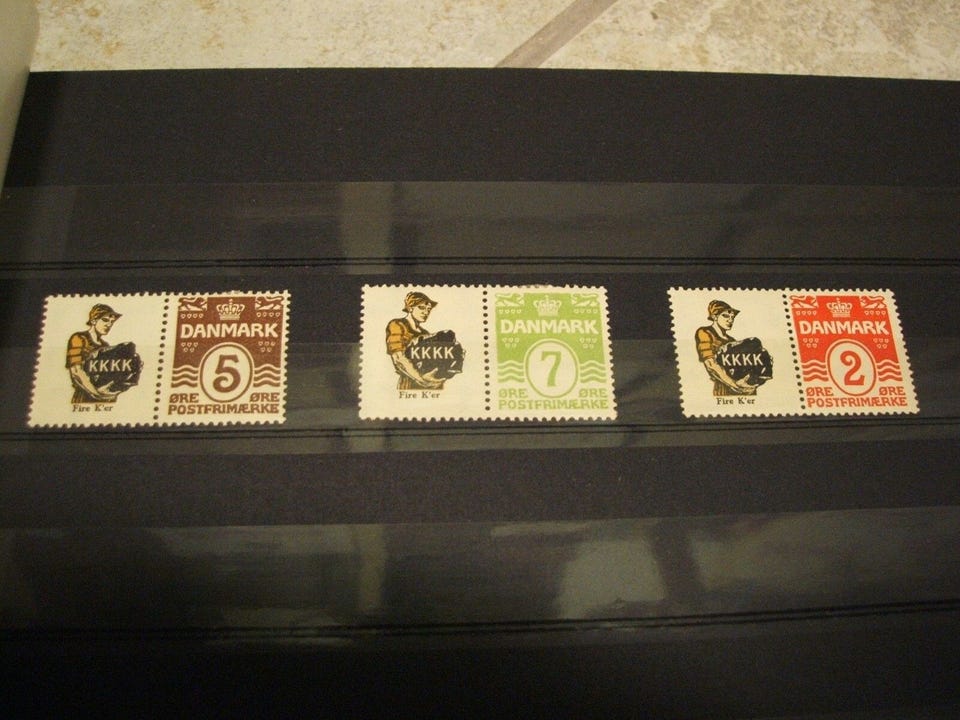 KKKK
Fire K'er
DANMARK
5
ØRE ØRE
POSTFRIMÆRKE
KKKK
Fire K'er
DANMARK
7
ØRE ØRE
POSTFRIMÆRKE
KKKK
Fire K'er
DANMARK
2
ØRE ØRE
POSTFRIMÆRKE